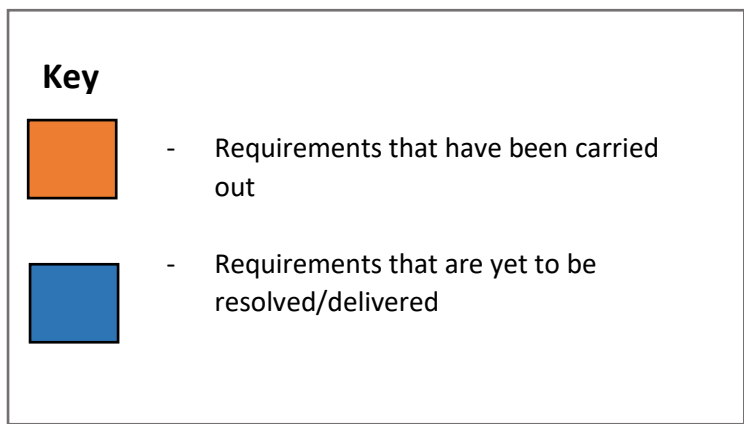 Key
- Requirements that have been carried
out
- Requirements that are yet to be
resolved/delivered